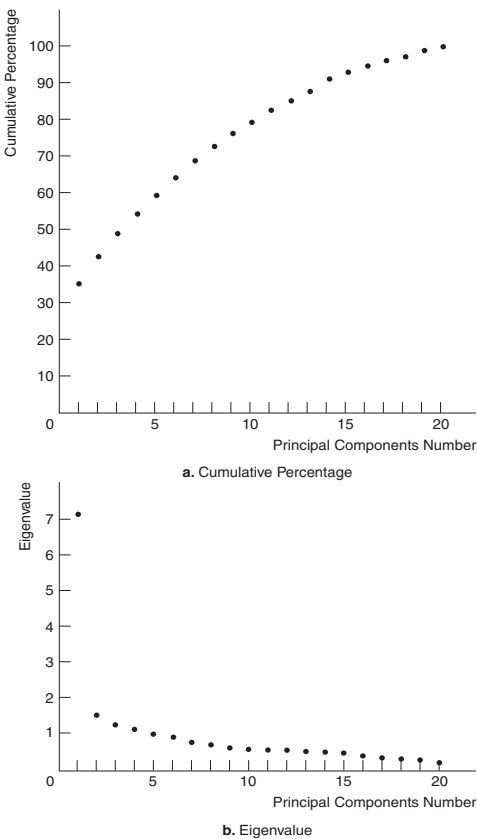 Cumulative Percentage
100
90
80
70
60
50
40
30
20
10
0 5 10 15 20
Principal Components Number
a. Cumulative Percentage
Eigenvalue
7
6
5
4
3
2
1
0 5 10 15 20
Principal Components Number
b. Eigenvalue